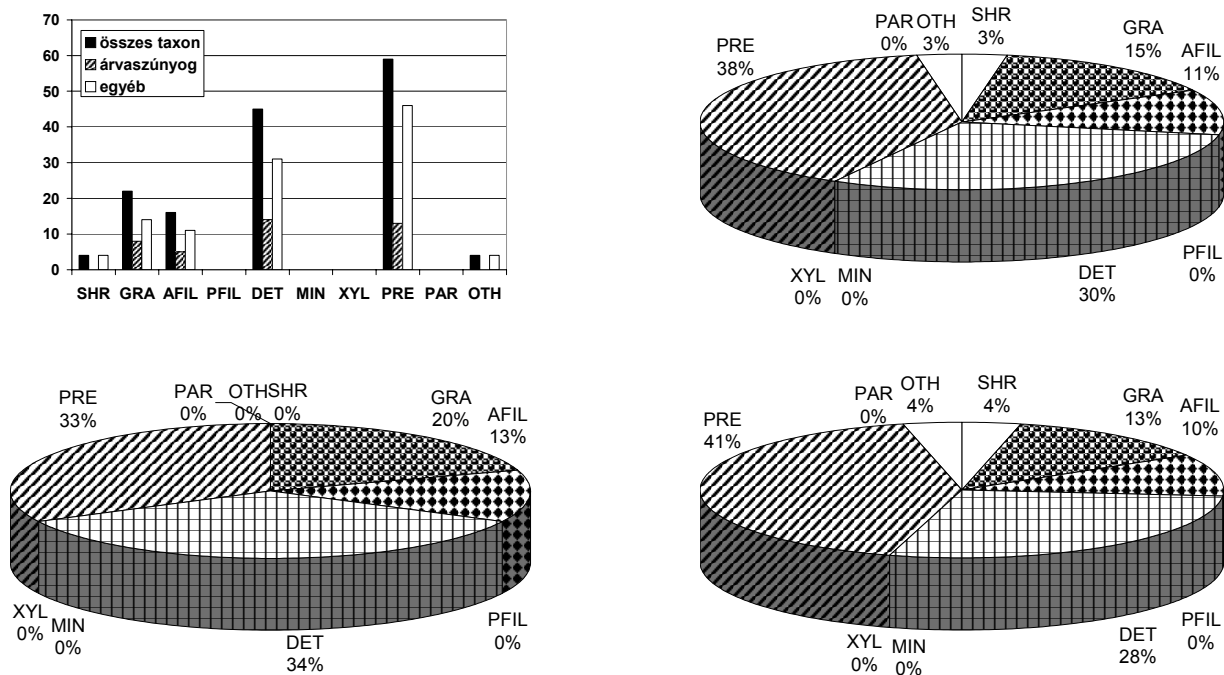 70
60
50
40
30
20
10
0
összes taxon
árvaszúnyog
egyéb
SHR GRA AFIL PFIL DET MIN XYL PRE PAR OTH
PRE
38%
PAR
0%
OTH
3%
SHR
3%
GRA
15%
AFIL
11%
PFIL
0%
DET
30%
MIN
0%
XYL
0%
PRE
33%
PAR
0%
OTH
0%
SHR
0%
GRA
20%
AFIL
13%
PFIL
0%
DET
34%
MIN
0%
XYL
0%
PRE
41%
PAR
0%
OTH
4%
SHR
4%
GRA
13%
AFIL
10%
PFIL
0%
DET
28%
MIN
0%
XYL
0%